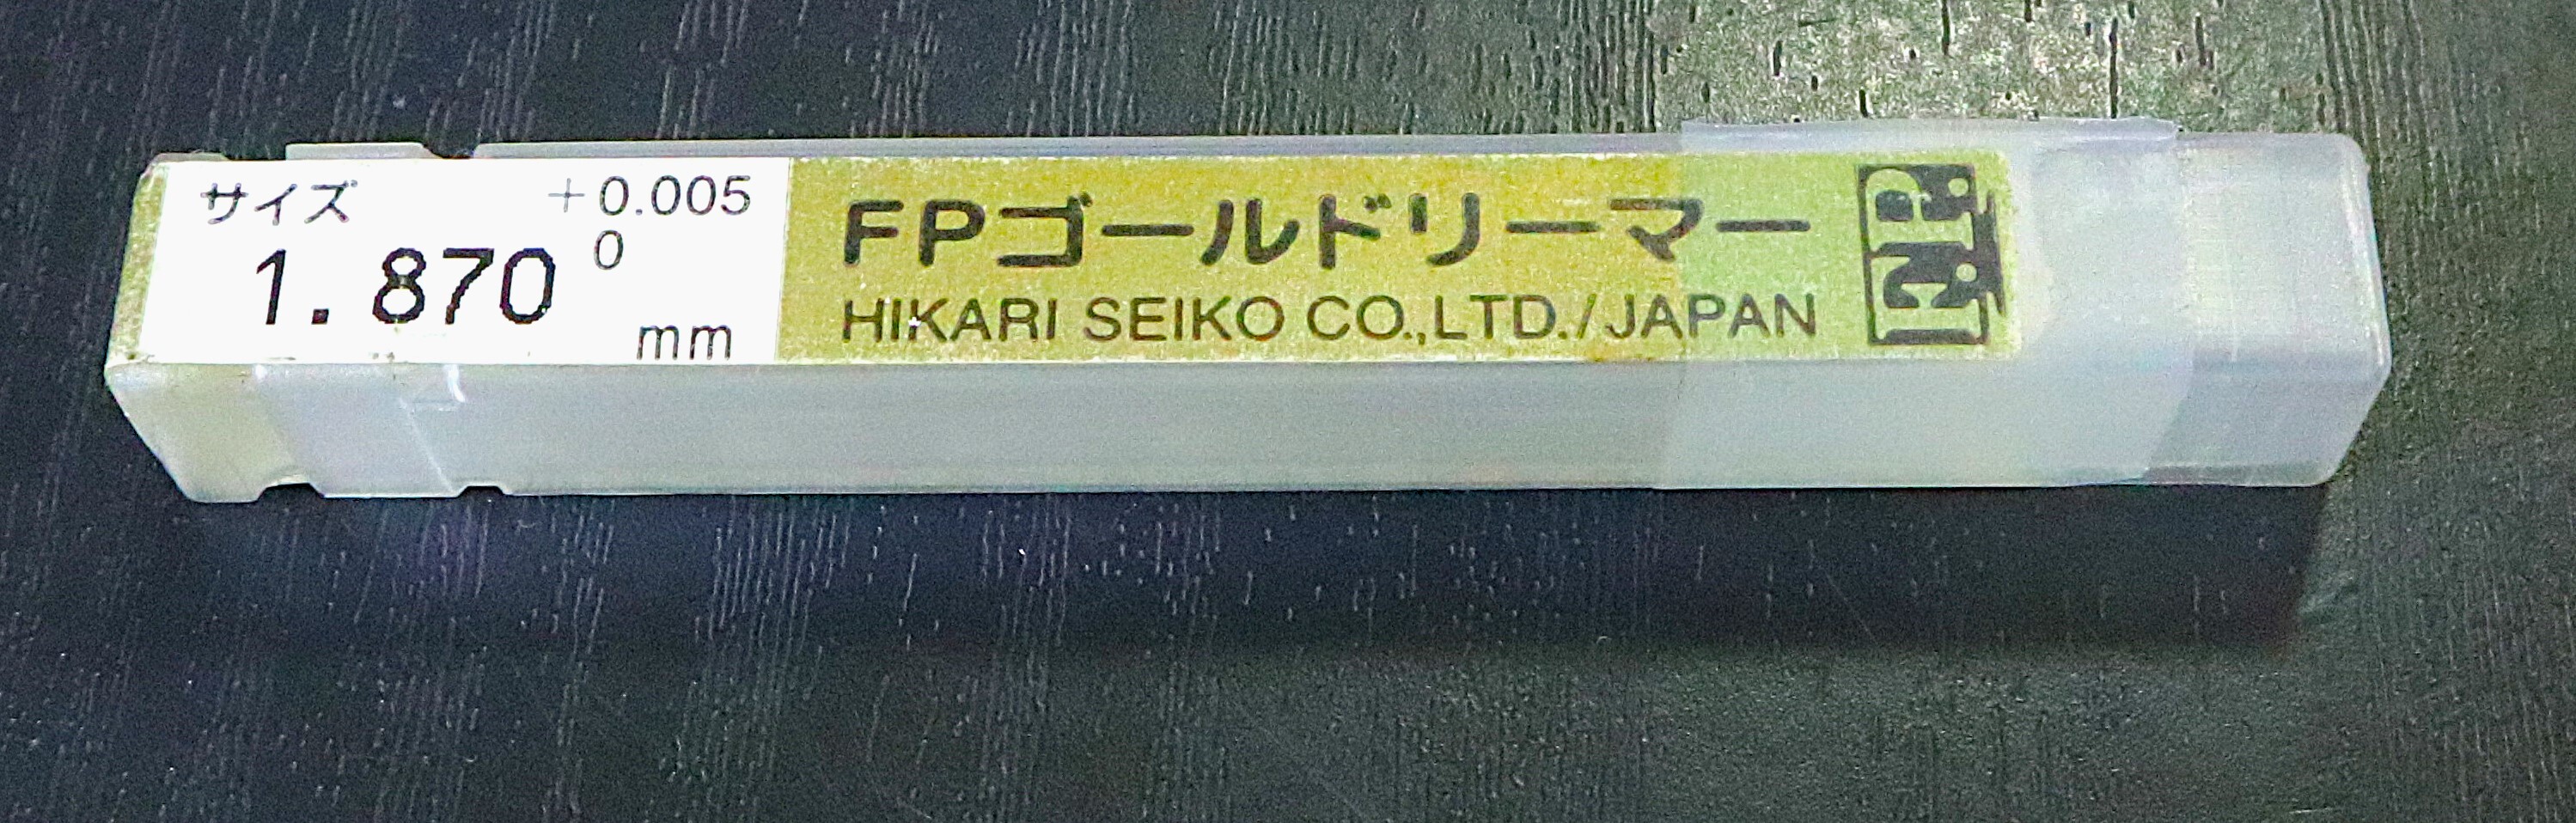 サイズ +0.005
1.870 0
mm
FPゴールドリーマー
HIKARI SEIKO CO.,LTD./JAPAN
FP